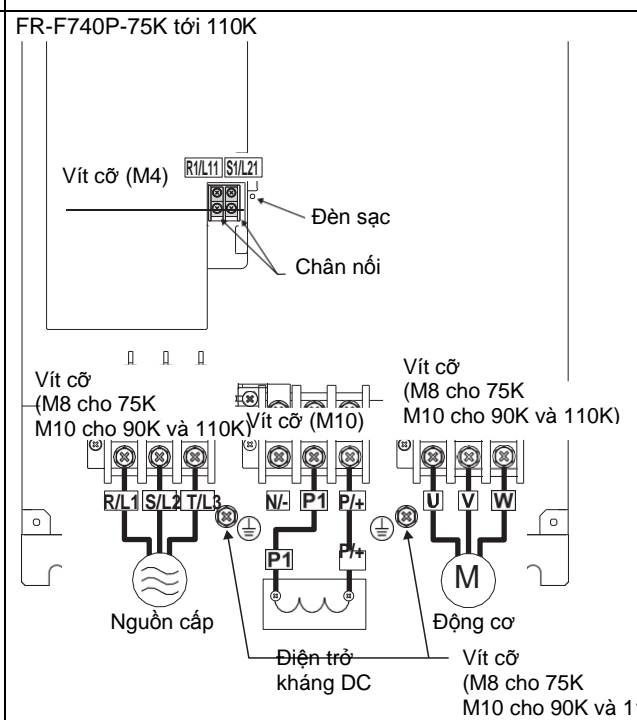 FR-F740P-75K tới 110K
Vít cỡ (M4)
R1/L11 S1/L21
Đèn sạc
Chân nối
Vít cỡ
(M8 cho 75K
M10 cho 90K và 110K)
Vít cỡ (M10)
Vít cỡ
(M8 cho 75K
M10 cho 90K và 110K)
R/L1 S/L2 T/L3
N/- P1 P/+
U V W
P1
P/+
M
Nguồn cấp
Động cơ
Điện trở
kháng DC
Vít cỡ
(M8 cho 75K
M10 cho 90K và